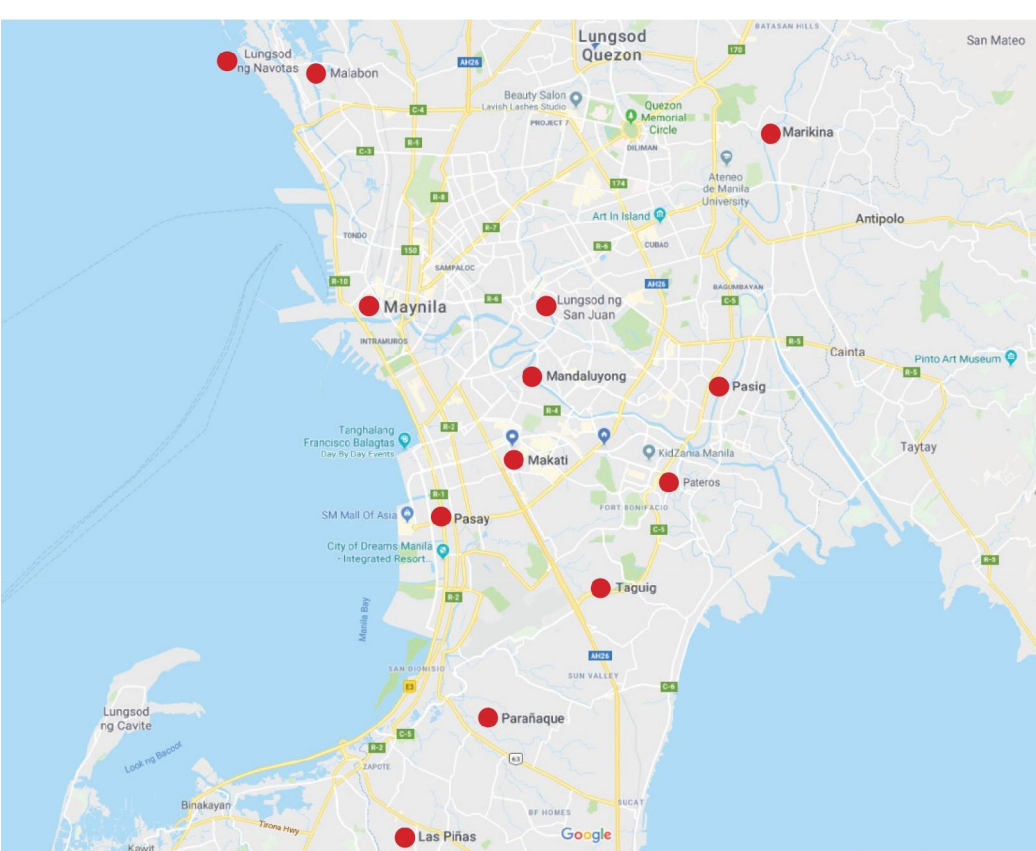 BATASAN HILLS
Lungsod
Quezon
San Mateo
170
Lungsod
ng Navotas
Malabon
AH26
Beauty Salon
Lavish Lashes Studio
C-4
PROJECT 7
Quezon
Memorial
Circle
Marikina
R-5
C-3
DILIMAN
Ateneo
de Manila
University
174
R-8
Art In Island
Antipolo
R-7
TONDO
150
R-6
CUBAO
SAMPALOC
R-10
AH26
BAGUMBAYAN
R-6
C-5
Maynila
Lungsod ng
San Juan
INTRAMUROS
R-5
Cainta
Pinto Art Museum
R-5
Mandaluyong
Pasig
R-4
R-2
Tanghalang
Francisco Balagtas
Day By Day Events
Taytay
Makati
KidZania Manila
Pateros
R-1
FORT BONIFACIO
SM Mall Of Asia
Pasay
C-5
City of Dreams Manila
- Integrated Resort...
R-5
Taguig
R-2
Manila Bay
AH26
SAN DIONISIO
SUN VALLEY
E3
C-6
Lungsod
ng Cavite
Parañaque
C-5
R-2
Look ng Bacoor
63
ZAPOTE
Binakayan
SUCAT
BF HOMES
Tirona Hwy
Las Piñas
Google
Kawit